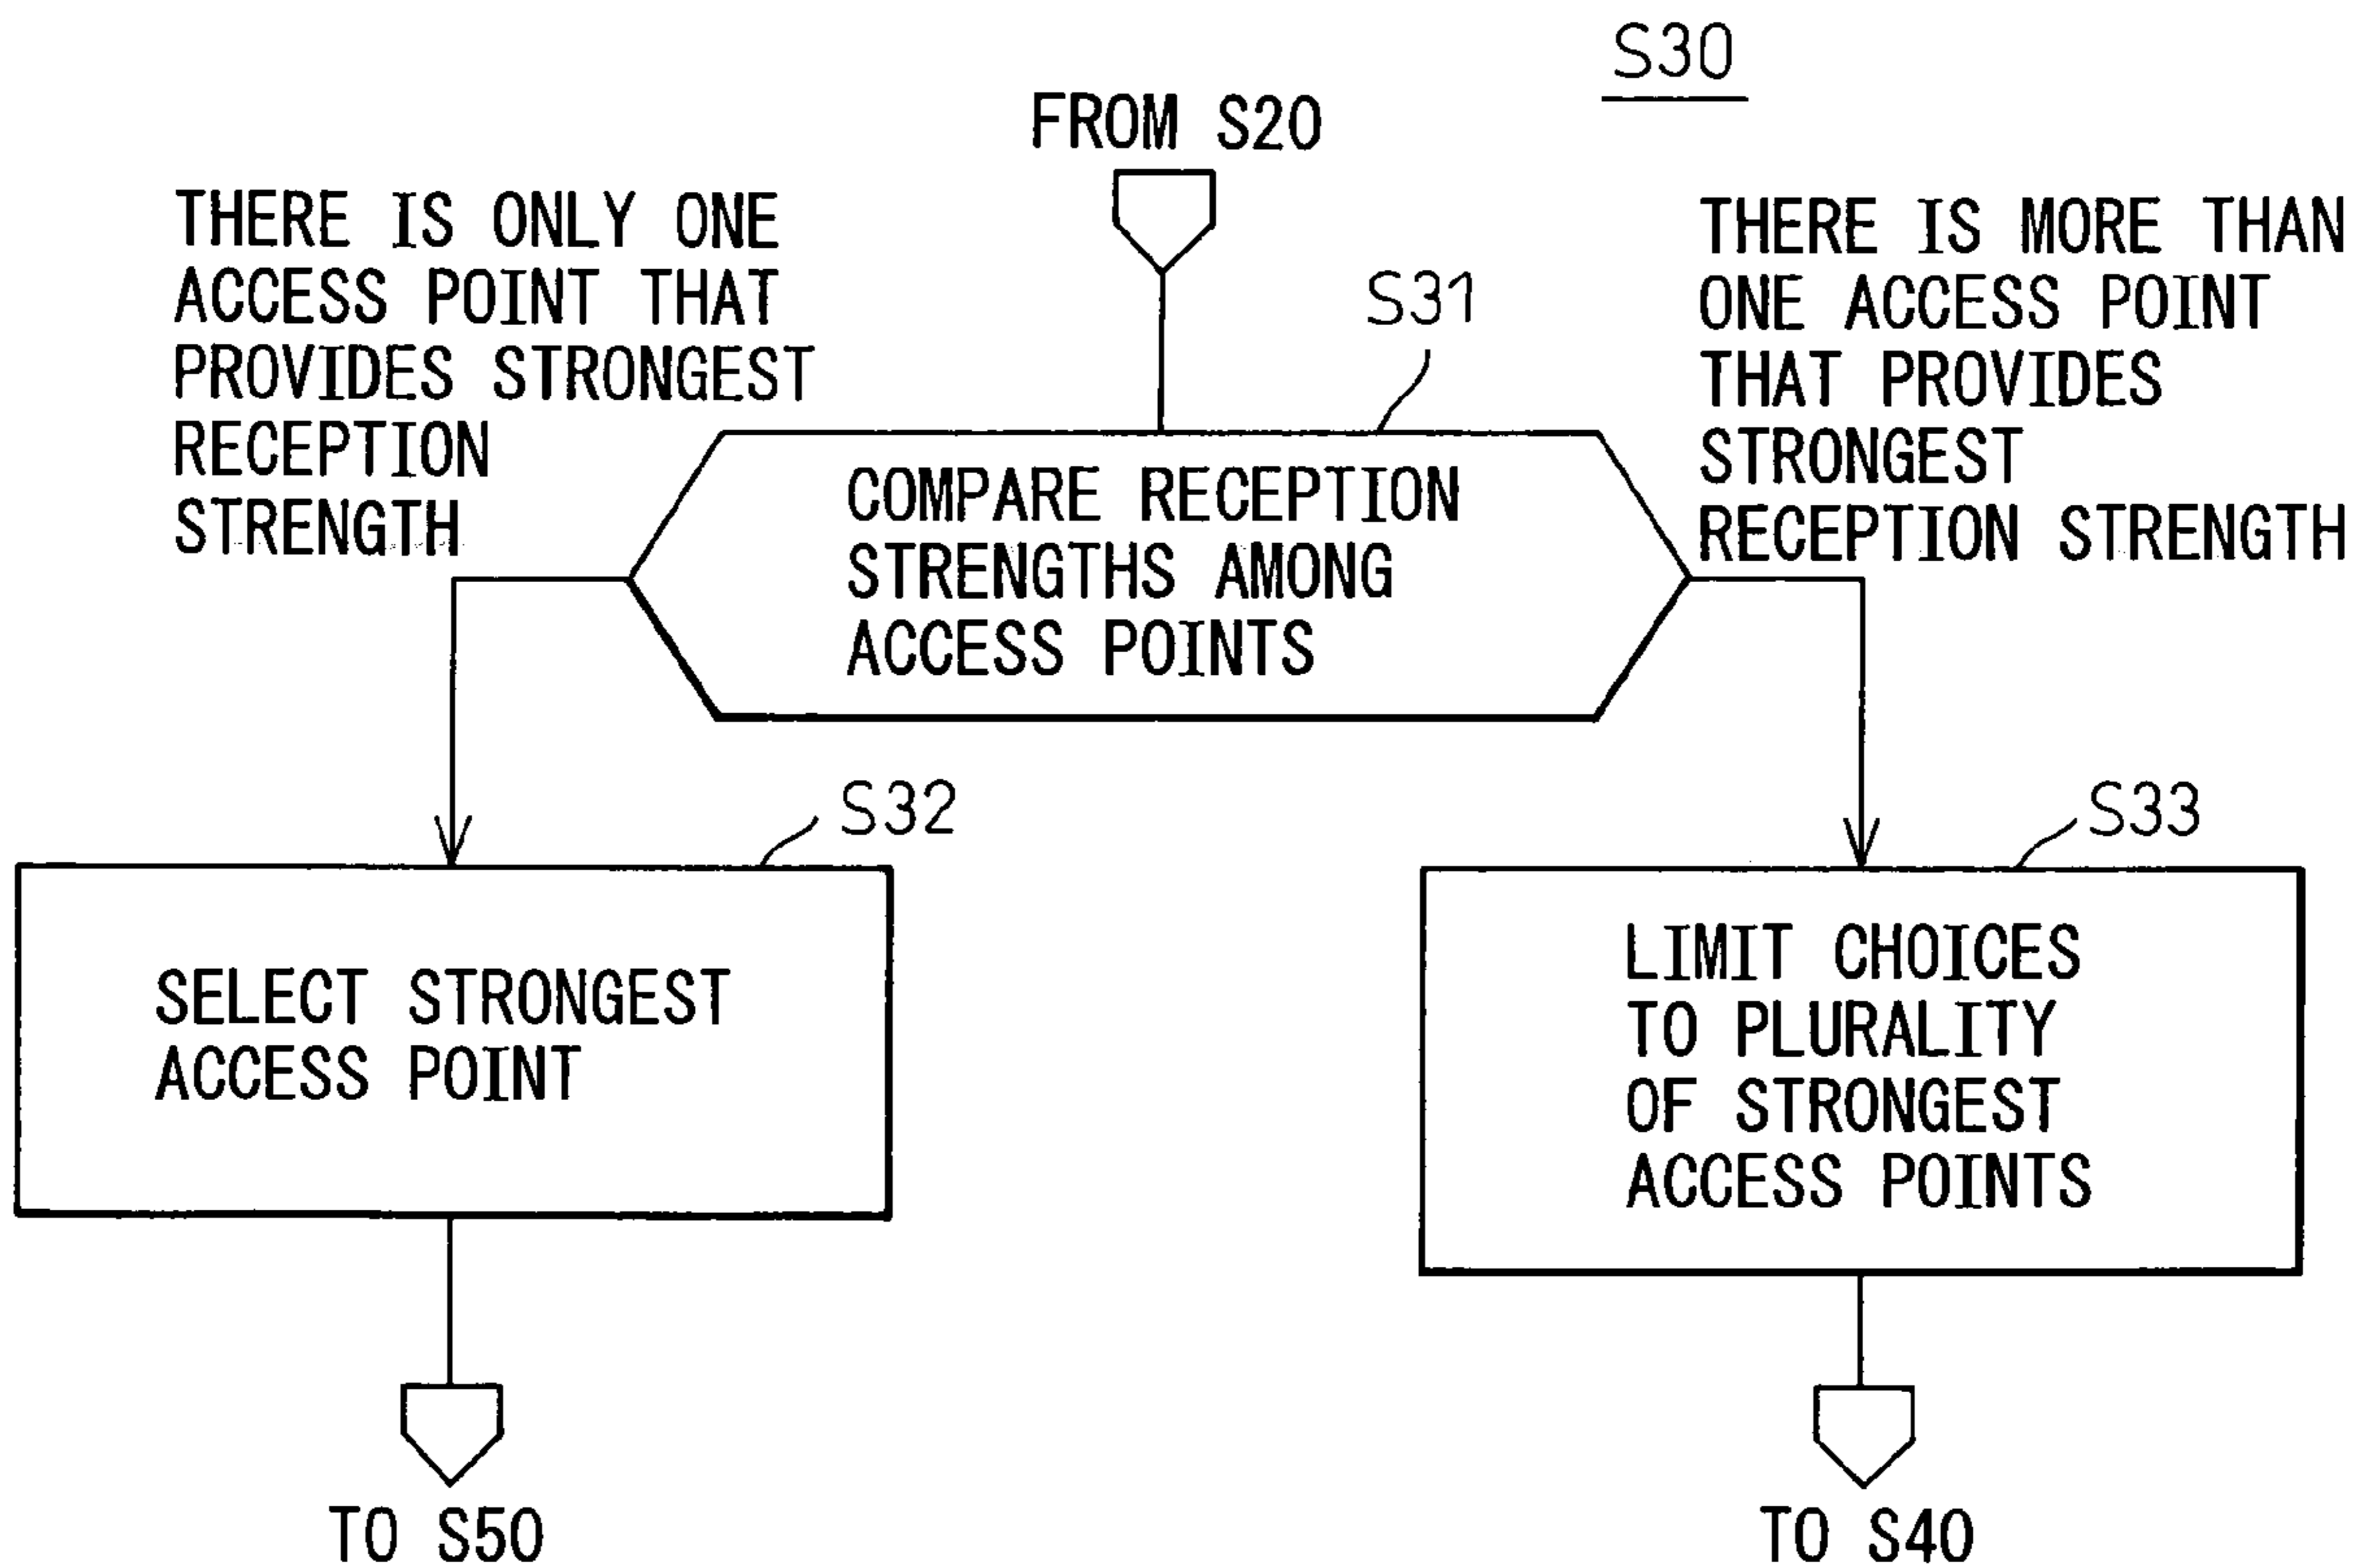 S30
FROM S20
THERE IS ONLY ONE
ACCESS POINT THAT
PROVIDES STRONGEST
RECEPTION
STRENGTH
THERE IS MORE THAN
ONE ACCESS POINT
THAT PROVIDES
STRONGEST
RECEPTION STRENGTH
S31
COMPARE RECEPTION
STRENGTHS AMONG
ACCESS POINTS
S32
SELECT STRONGEST
ACCESS POINT
S33
LIMIT CHOICES
TO PLURALITY
OF STRONGEST
ACCESS POINTS
TO S50
TO S40